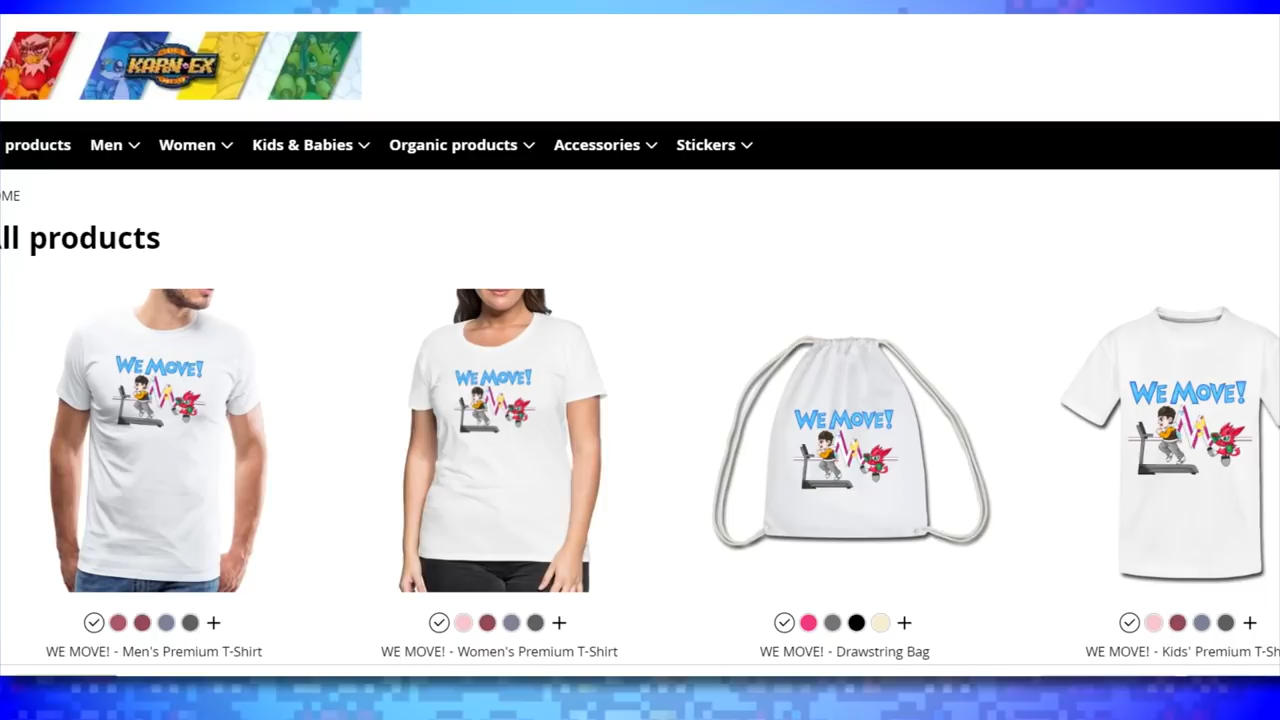 KARN-EX
products Men Women Kids & Babies Organic products Accessories Stickers
OME
ll products
WE MOVE!
WE MOVE!
WE MOVE!
WE MOVE!
WE MOVE! - Men's Premium T-Shirt
WE MOVE! - Women's Premium T-Shirt
WE MOVE! - Drawstring Bag
WE MOVE! - Kids' Premium T-Sh